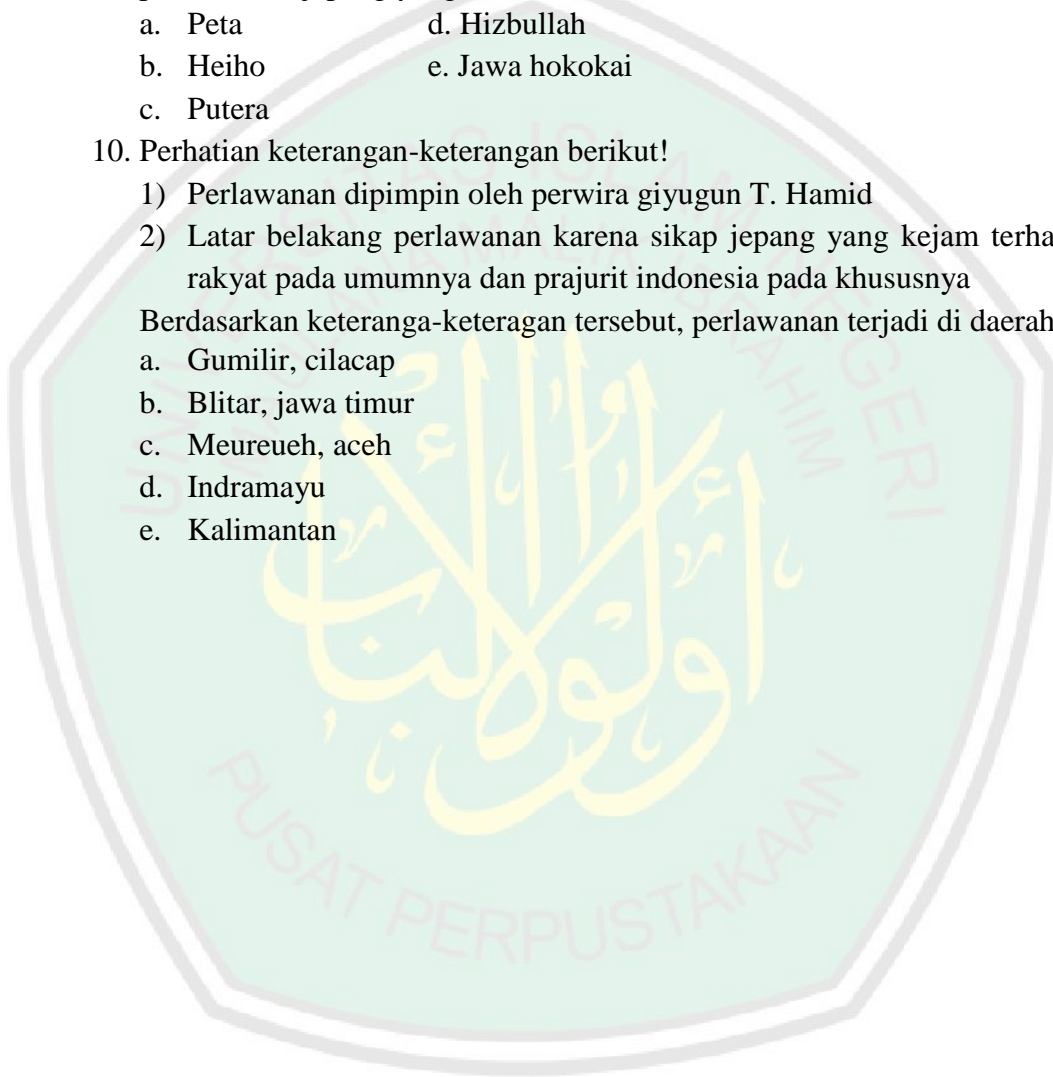 a. Peta d. Hizbullah
b. Heiho e. Jawa hokokai
c. Putera
10. Perhatian keterangan-keterangan berikut!
1) Perlawanan dipimpin oleh perwira giyugun T. Hamid
2) Latar belakang perlawanan karena sikap jepang yang kejam terha
rakyat pada umumnya dan prajurit indonesia pada khususnya
Berdasarkan keteranga-keteragan tersebut, perlawanan terjadi di daerah
a. Gumilir, cilacap
b. Blitar, jawa timur
c. Meureueh, aceh
d. Indramayu
e. Kalimantan
PUSAT PERPUSTAKAAN